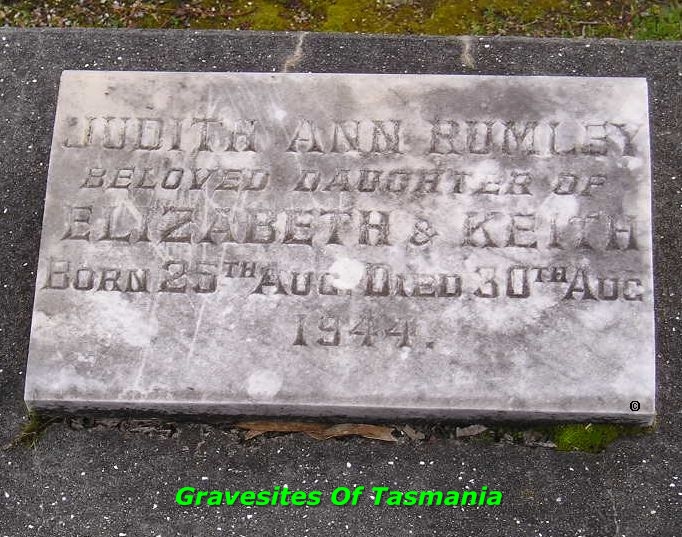 JUDITH ANN RUMLEY
BELOVED DAUGHTER OF
ELIZABETH & KEITH
BORN 25TH AUG. DIED 30TH AUG
1944.
©
Gravesites Of Tasmania